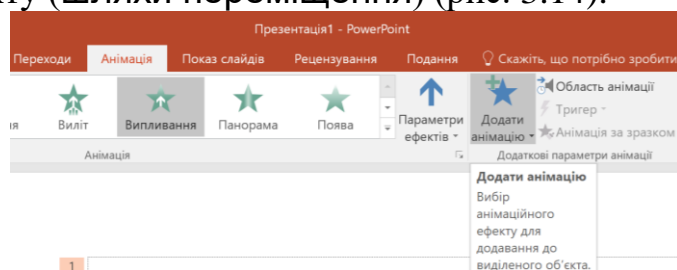 (шляхи переміщення) (рис. 3.14).
Презентація1 - PowerPoint
Переходи Анімація Показ слайдів Рецензування Подання Скажіть, що потрібно зробити
Виліт Випливання Панорама Поява Параметри ефектів Додати анімацію
Область анімації
Тригер
Анімація за зразком
Анімація Додаткові параметри анімації
Додати анімацію
Вибір
анімаційного
ефекту для
додавання до
виділеного об'єкта.
1